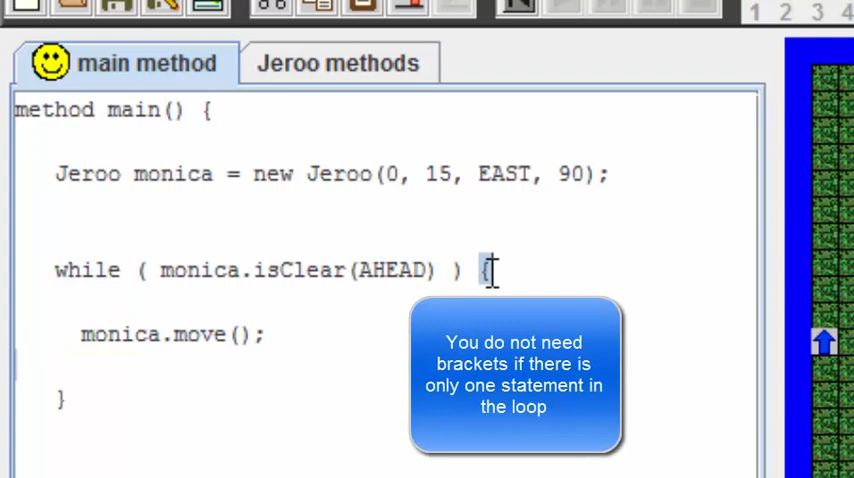 1 2 3 4
main method Jeroo methods
method main() {
Jeroo monica = new Jeroo(0, 15, EAST, 90);
while ( monica.isClear(AHEAD) ) {
monica.move();
}
You do not need
brackets if there is
only one statement in
the loop